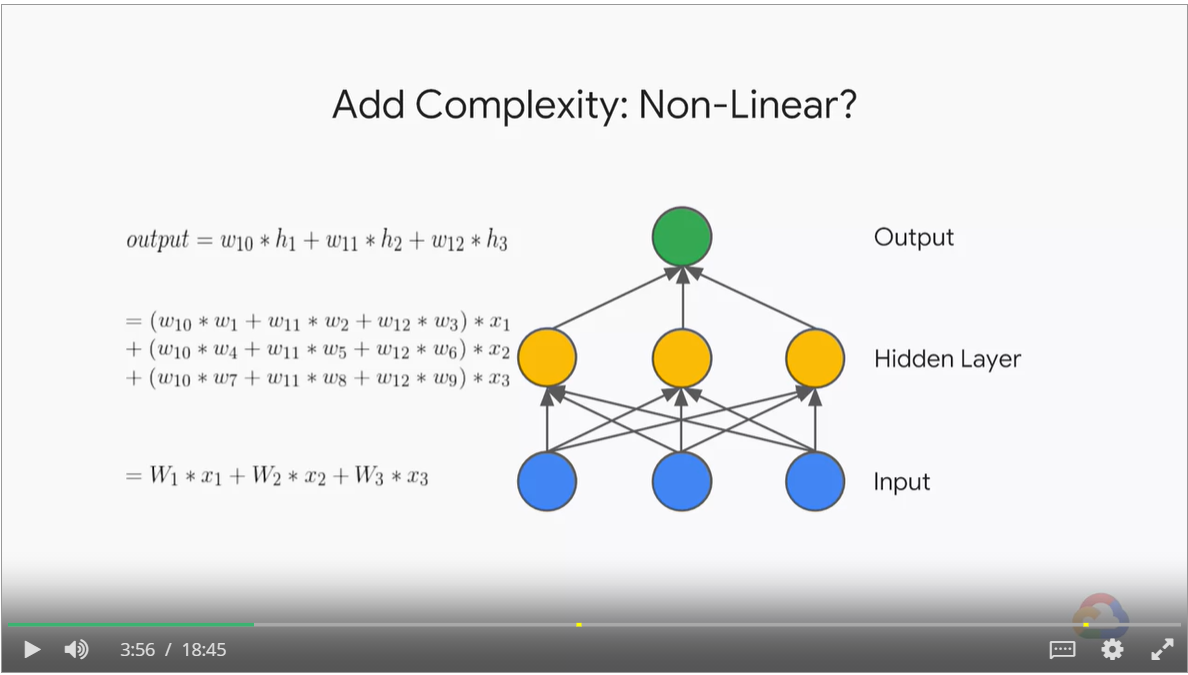 Add Complexity: Non-Linear?
output = w10 * h1 + w11 * h2 + w12 * h3
Output
= (w10 * w1 + w11 * w2 + w12 * w3) * x1
+ (w10 * w4 + w11 * w5 + w12 * w6) * x2
+ (w10 * w7 + w11 * w8 + w12 * w9) * x3
Hidden Layer
= W1 * x1 + W2 * x2 + W3 * x3
Input
3:56 / 18:45